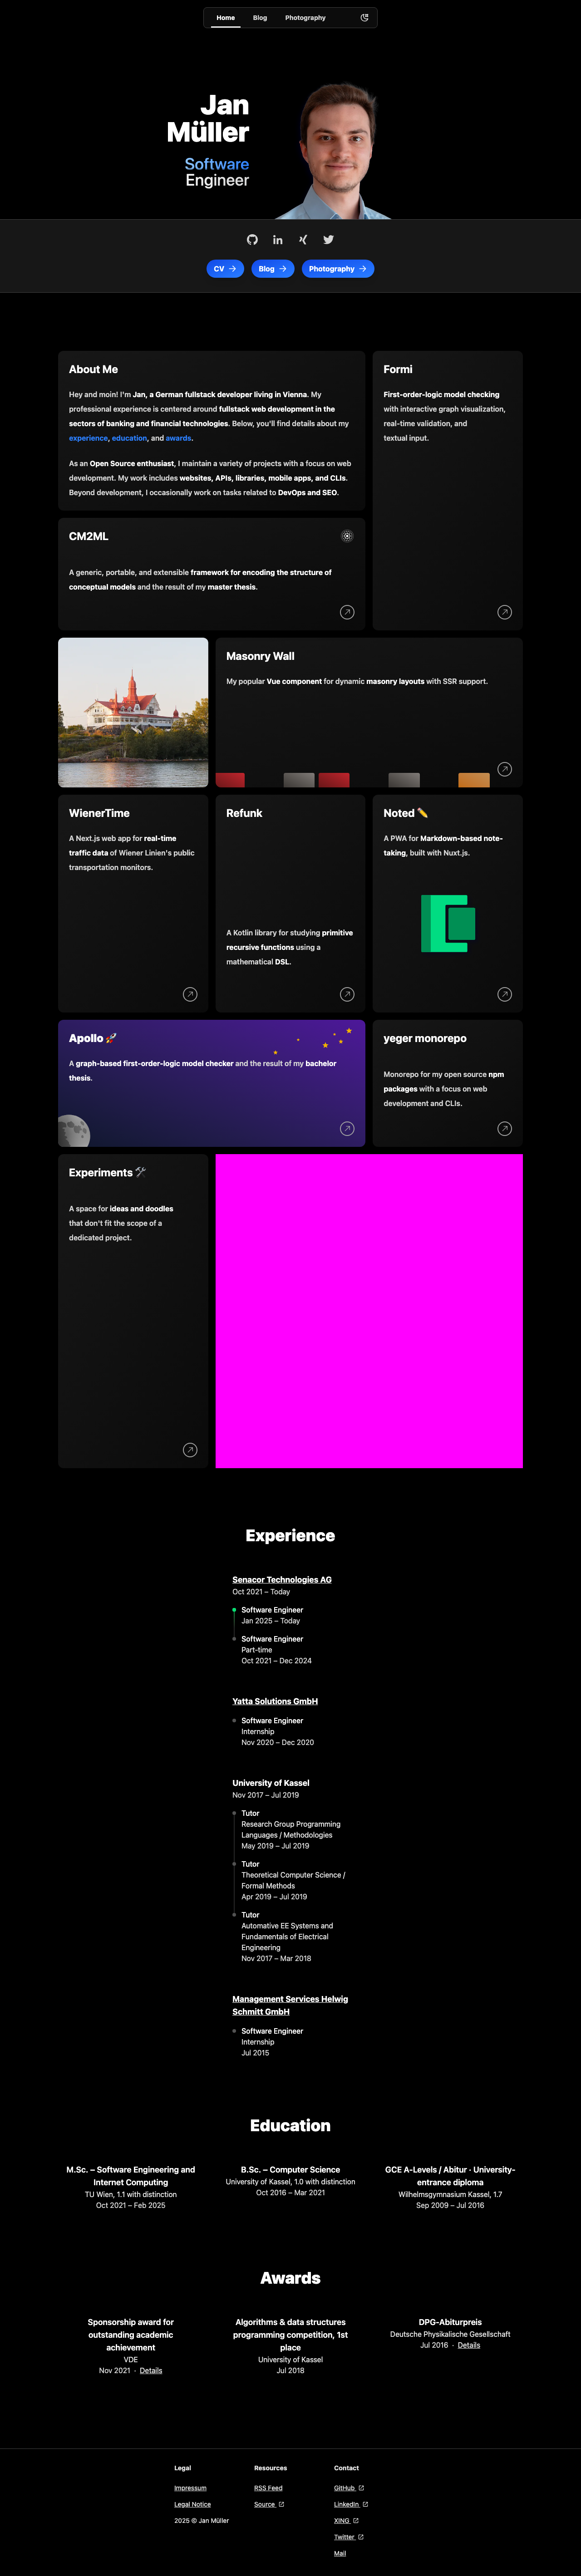 Home Blog Photography
Jan
Müller
Software
Engineer
CV Blog Photography
About Me
Hey and moin! I'm Jan, a German fullstack developer living in Vienna. My
professional experience is centered around fullstack web development in the
sectors of banking and financial technologies. Below, you'll find details about my
experience, education, and awards.
As an Open Source enthusiast, I maintain a variety of projects with a focus on web
development. My work includes websites, APIs, libraries, mobile apps, and CLIs.
Beyond development, I occasionally work on tasks related to DevOps and SEO.
Formi
First-order-logic model checking
with interactive graph visualization,
real-time validation, and
textual input.
CM2ML
A generic, portable, and extensible framework for encoding the structure of
conceptual models and the result of my master thesis.
Masonry Wall
My popular Vue component for dynamic masonry layouts with SSR support.
WienerTime
A Next.js web app for real-time
traffic data of Wiener Linien's public
transportation monitors.
Refunk
A Kotlin library for studying primitive
recursive functions using a
mathematical DSL.
Noted ✏️
A PWA for Markdown-based note-
taking, built with Nuxt.js.
Apollo 🚀
A graph-based first-order-logic model checker and the result of my bachelor
thesis.
yeger monorepo
Monorepo for my open source npm
packages with a focus on web
development and CLIs.
Experiments 🛠️
A space for ideas and doodles
that don't fit the scope of a
dedicated project.
Experience
Senacor Technologies AG
Oct 2021 – Today
Software Engineer
Jan 2025 – Today
Software Engineer
Part-time
Oct 2021 – Dec 2024
Yatta Solutions GmbH
Software Engineer
Internship
Nov 2020 – Dec 2020
University of Kassel
Nov 2017 – Jul 2019
Tutor
Research Group Programming
Languages / Methodologies
May 2019 – Jul 2019
Tutor
Theoretical Computer Science /
Formal Methods
Apr 2019 – Jul 2019
Tutor
Automative EE Systems and
Fundamentals of Electrical
Engineering
Nov 2017 – Mar 2018
Management Services Helwig
Schmitt GmbH
Software Engineer
Internship
Jul 2015
Education
M.Sc. – Software Engineering and
Internet Computing
TU Wien, 1.1 with distinction
Oct 2021 – Feb 2025
B.Sc. – Computer Science
University of Kassel, 1.0 with distinction
Oct 2016 – Mar 2021
GCE A-Levels / Abitur · University-
entrance diploma
Wilhelmsgymnasium Kassel, 1.7
Sep 2009 – Jul 2016
Awards
Sponsorship award for
outstanding academic
achievement
VDE
Nov 2021 · Details
Algorithms & data structures
programming competition, 1st
place
University of Kassel
Jul 2018
DPG-Abiturpreis
Deutsche Physikalische Gesellschaft
Jul 2016 · Details
Legal
Impressum
Legal Notice
2025 © Jan Müller
Resources
RSS Feed
Source
Contact
GitHub
LinkedIn
XING
Twitter
Mail